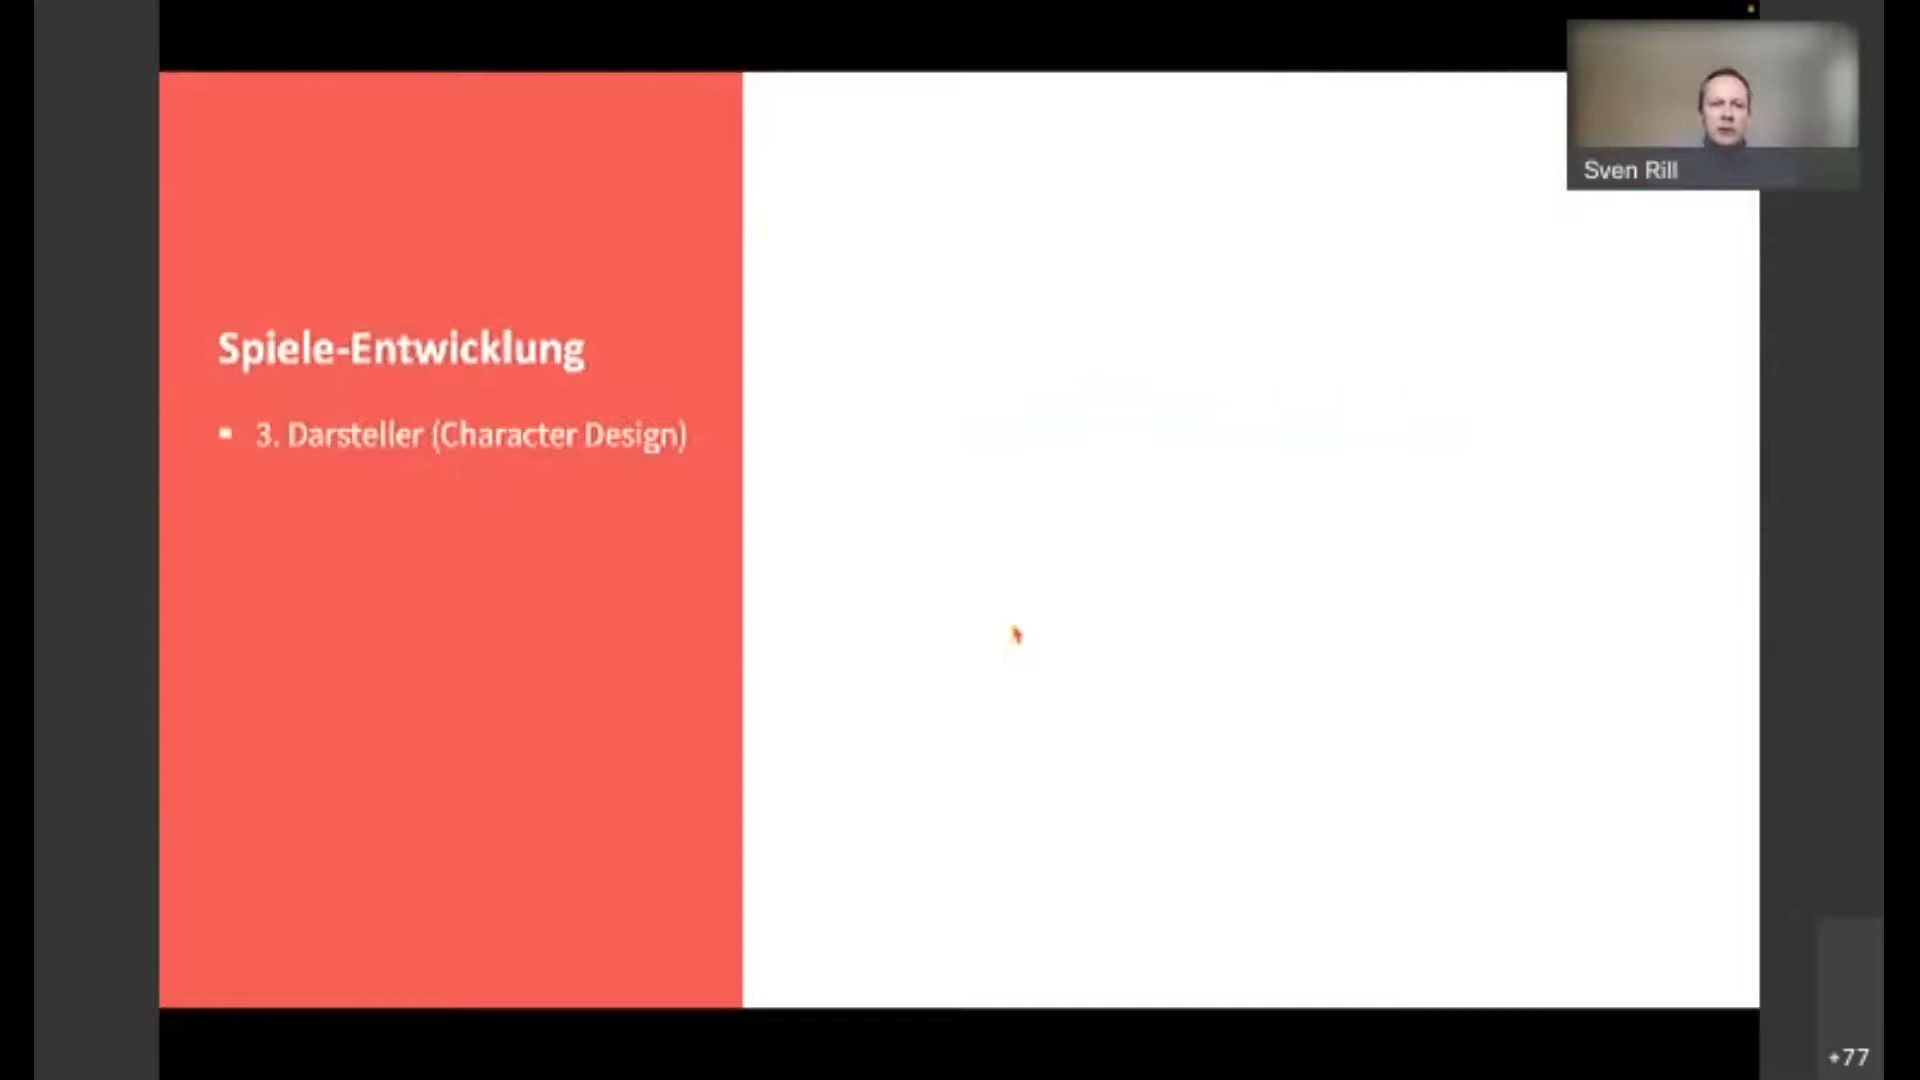 Sven Rill
Spiele-Entwicklung
▪ 3. Darsteller (Character Design)
+77